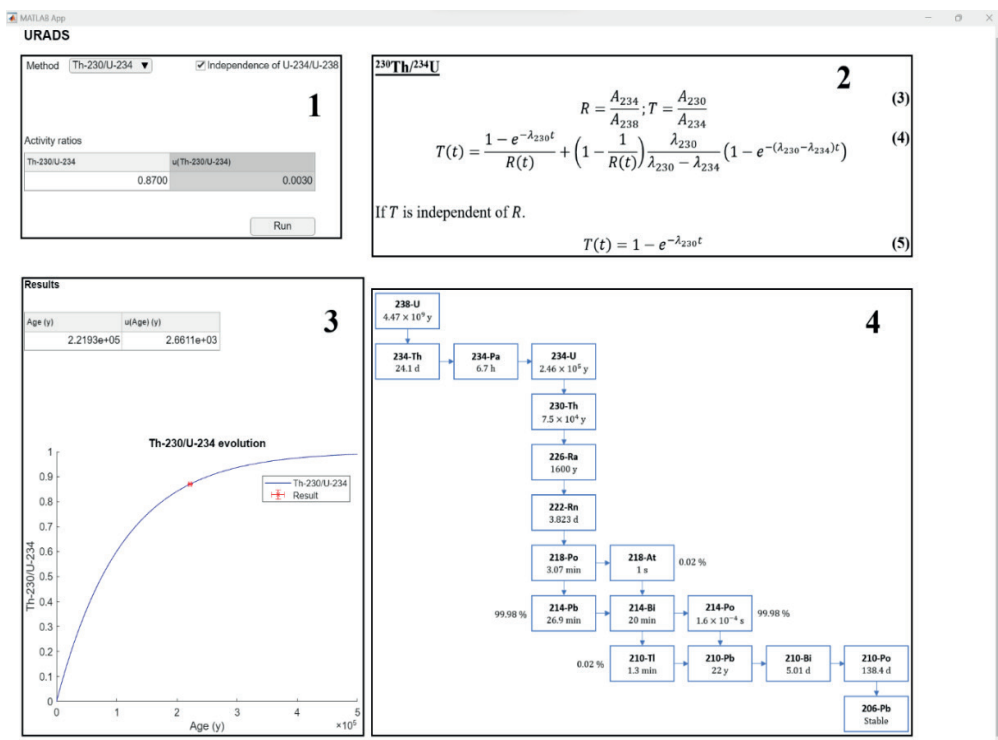 MATLAB App
URADS
Method Th-230/U-234 Independence of U-234/U-238
1
Activity ratios
Th-230/U-234 u(Th-230/U-234)
0.8700 0.0030
Run
²³⁰Th/²³⁴U
2
R = A₂₃₄/A₂₃₈ ; T = A₂₃₀/A₂₃₄ (3)
T(t) = (1 − e^(−λ₂₃₀t))/R(t) + (1 − 1/R(t)) λ₂₃₀/(λ₂₃₀ − λ₂₃₄) (1 − e^(−(λ₂₃₀−λ₂₃₄)t)) (4)
If T is independent of R.
T(t) = 1 − e^(−λ₂₃₀t) (5)
Results
3
Age (y) u(Age) (y)
2.2193e+05 2.6611e+03
Th-230/U-234 evolution
Th-230/U-234
Result
Th-230/U-234
1
0.9
0.8
0.7
0.6
0.5
0.4
0.3
0.2
0.1
0
0 1 2 3 4 5
Age (y) ×10⁵
4
238-U
4.47 × 10⁹ y
234-Th 234-Pa 234-U
24.1 d 6.7 h 2.46 × 10⁵ y
230-Th
7.5 × 10⁴ y
226-Ra
1600 y
222-Rn
3.823 d
218-Po 218-At 0.02 %
3.07 min 1 s
99.98 % 214-Pb 214-Bi 214-Po 99.98 %
26.9 min 20 min 1.6 × 10⁻⁴ s
0.02 % 210-Tl 210-Pb 210-Bi 210-Po
1.3 min 22 y 5.01 d 138.4 d
206-Pb
Stable